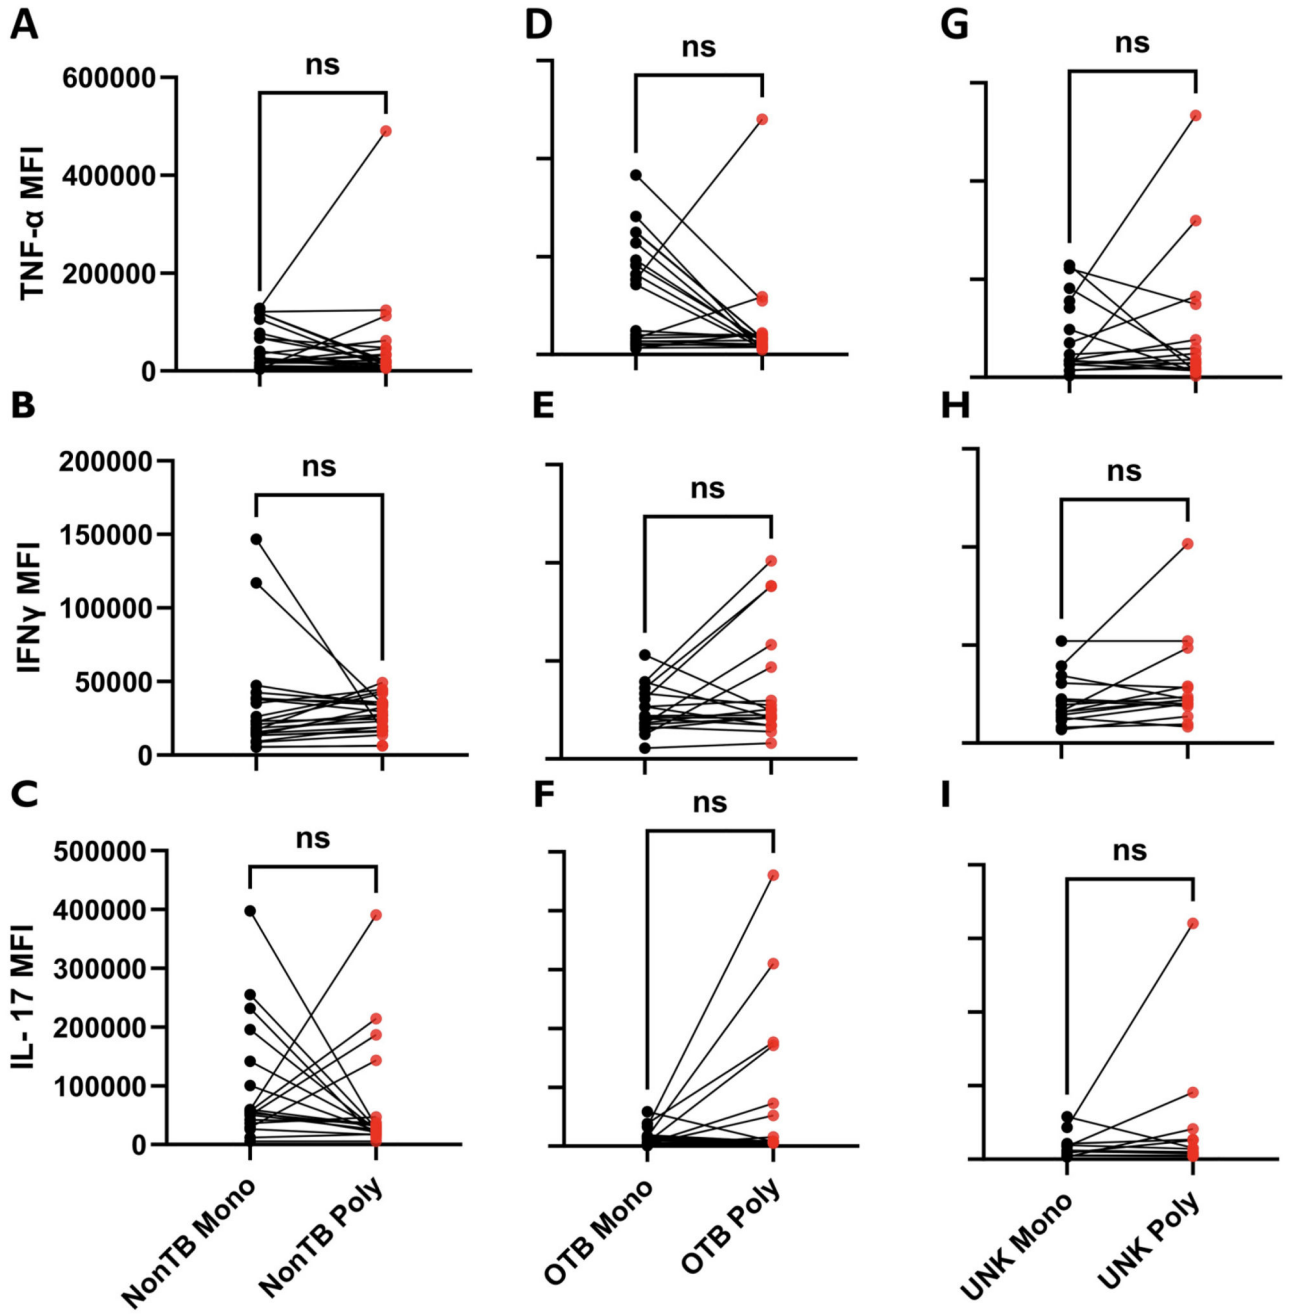 A
D
G
ns
ns
ns
600000
400000
200000
0
TNF-α MFI
B
E
H
ns
ns
ns
200000
150000
100000
50000
0
IFNγ MFI
C
F
I
ns
ns
ns
500000
400000
300000
200000
100000
0
IL- 17 MFI
NonTB Mono
NonTB Poly
OTB Mono
OTB Poly
UNK Mono
UNK Poly